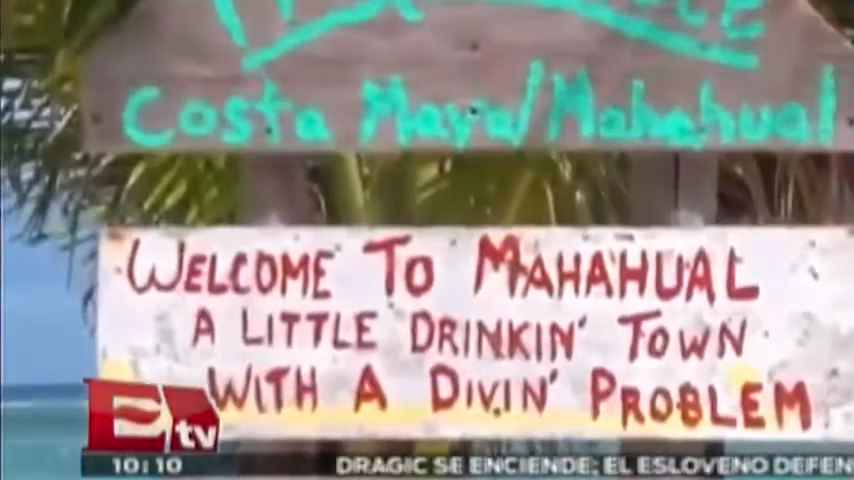 Costa Maya/Mahahual
WELCOME TO MAHAHUAL
A LITTLE DRINKIN' TOWN
WITH A DIVIN' PROBLEM
E tv
10:10 DRAGIC SE ENCIENDE; EL ESLOVENO DEFEN